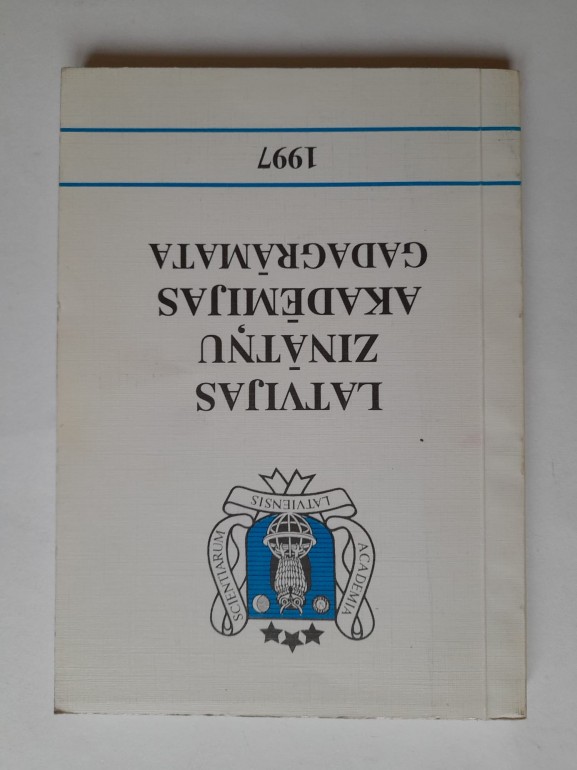 ACADEMIA
SCIENTIARUM
LATVIENSIS
LATVIJAS
ZINĀTŅU
AKADĒMIJAS
GADAGRĀMATA
1997